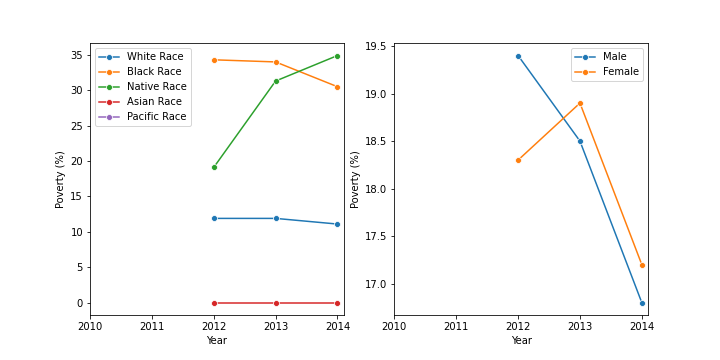 White Race
Black Race
Native Race
Asian Race
Pacific Race
35
30
25
20
15
10
5
0
Poverty (%)
2010 2011 2012 2013 2014
Year
Male
Female
19.5
19.0
18.5
18.0
17.5
17.0
Poverty (%)
2010 2011 2012 2013 2014
Year